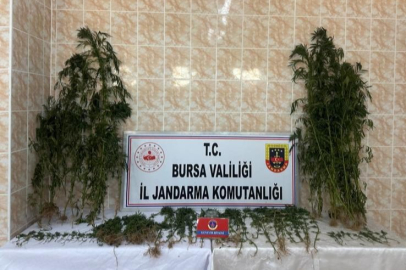 T.C.
BURSA VALİLİĞİ
İL JANDARMA KOMUTANLIĞI